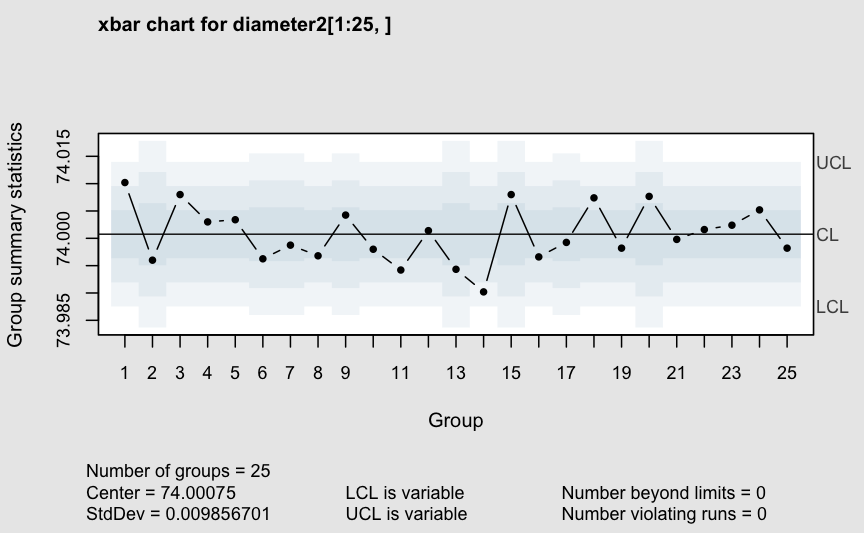 xbar chart for diameter2[1:25, ]
Group summary statistics
74.015
74.000
73.985
UCL
CL
LCL
1 2 3 4 5 6 7 8 9 11 13 15 17 19 21 23 25
Group
Number of groups = 25
Center = 74.00075 LCL is variable Number beyond limits = 0
StdDev = 0.009856701 UCL is variable Number violating runs = 0